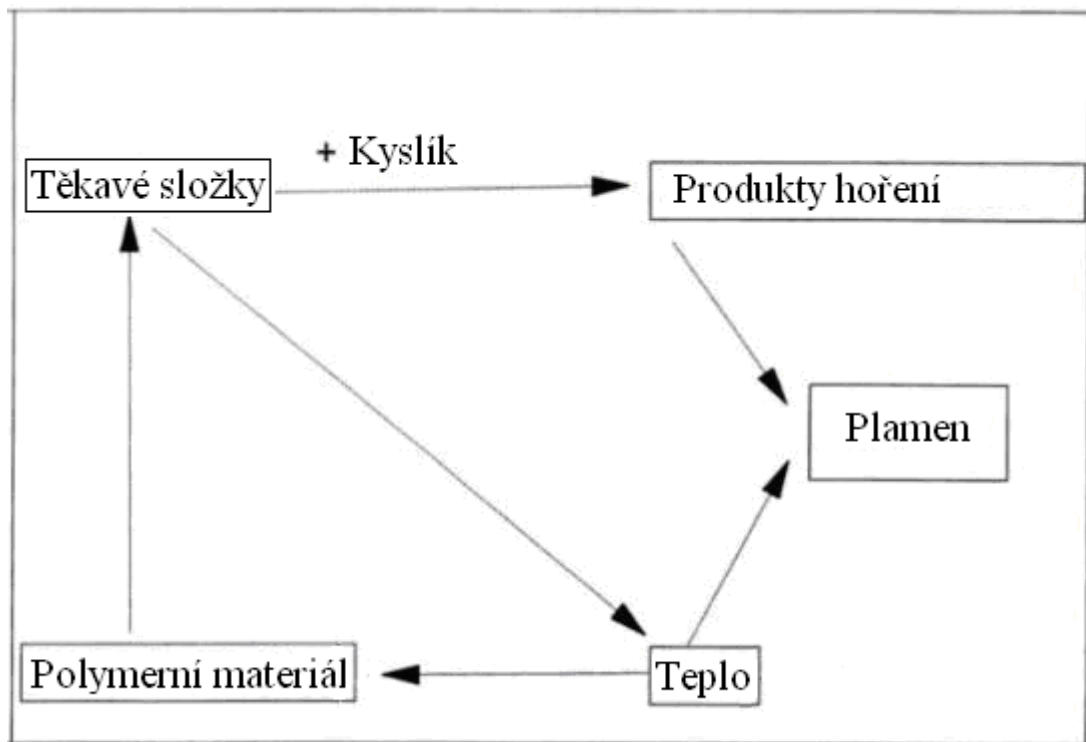 + Kyslík
Těkavé složky
Produkty hoření
Plamen
Polymerní materiál
Teplo